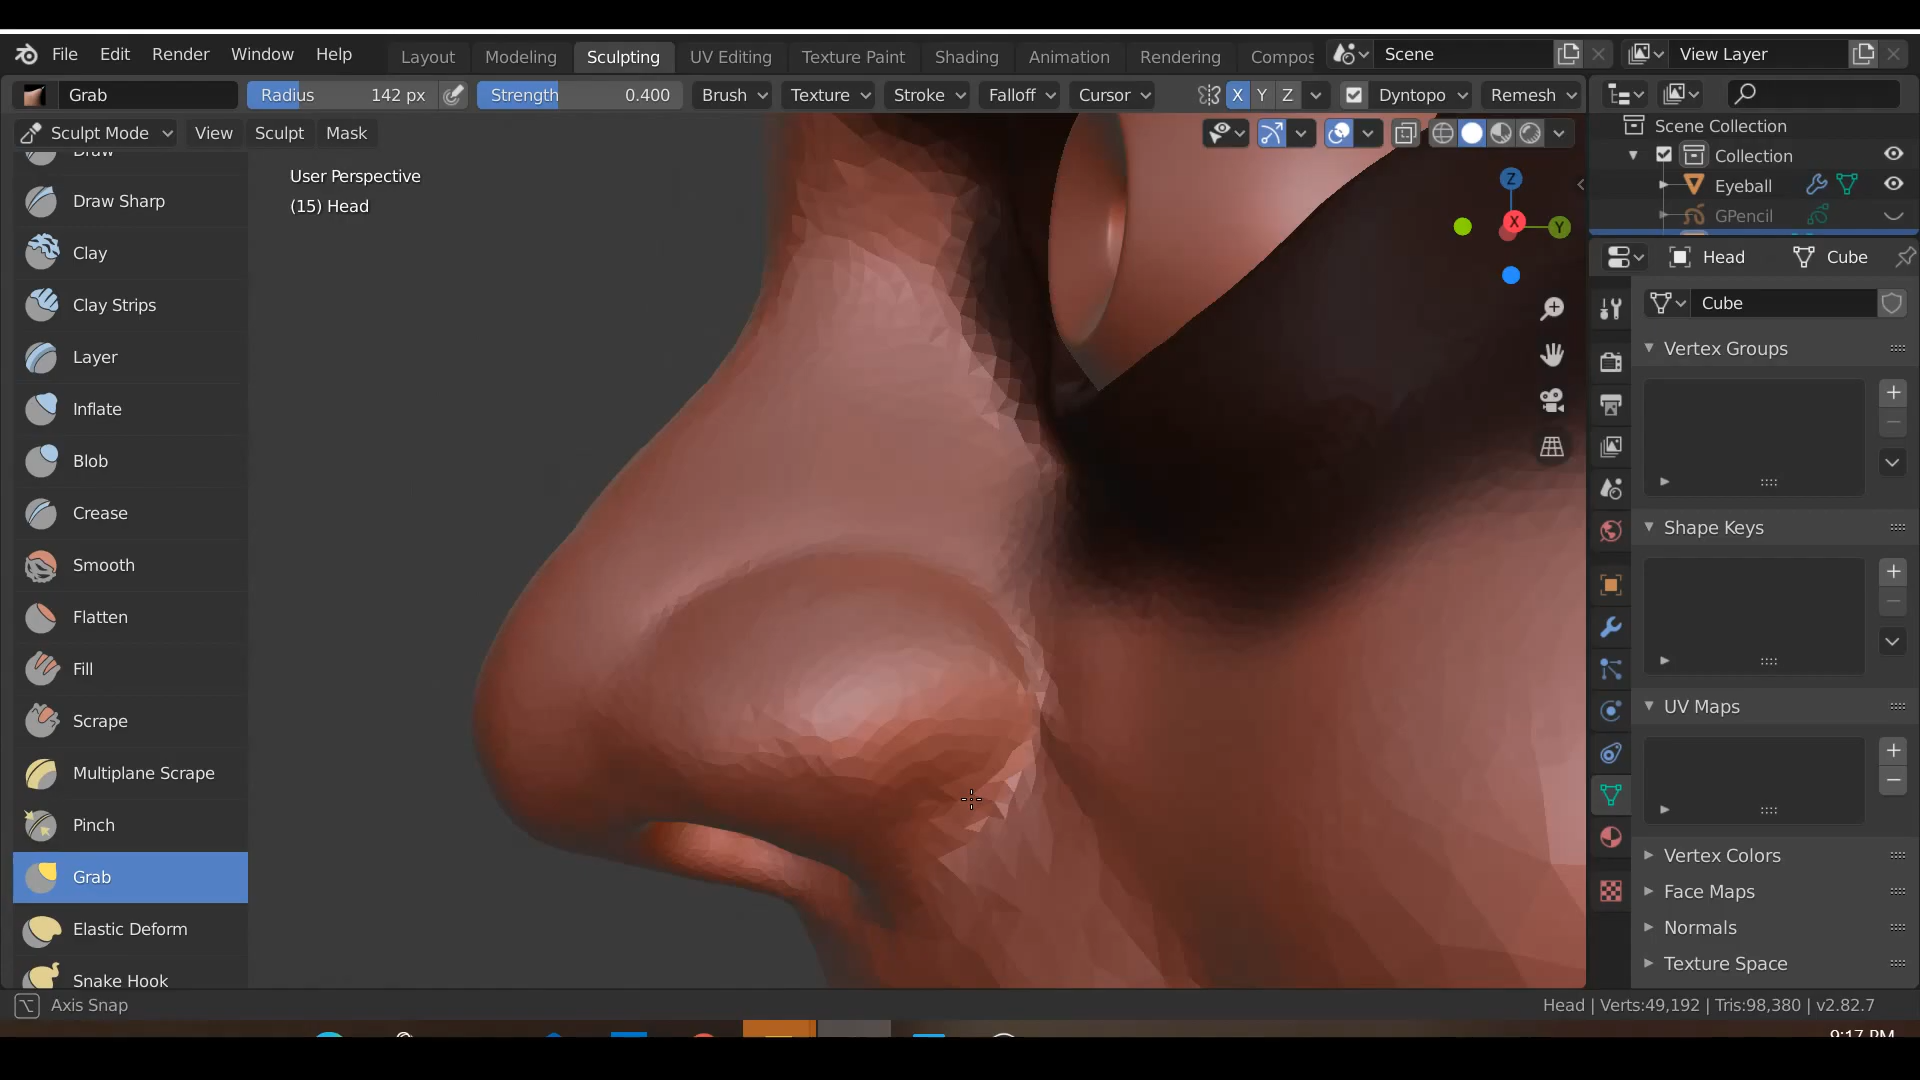 File Edit Render Window Help Layout Modeling Sculpting UV Editing Texture Paint Shading Animation Rendering Compos Scene View Layer
Grab Radius 142 px Strength 0.400 Brush Texture Stroke Falloff Cursor X Y Z Dyntopo Remesh
Sculpt Mode View Sculpt Mask
Scene Collection
Collection
Eyeball
GPencil
User Perspective
(15) Head
Z
X
Y
Draw
Draw Sharp
Clay
Clay Strips
Layer
Inflate
Blob
Crease
Smooth
Flatten
Fill
Scrape
Multiplane Scrape
Pinch
Grab
Elastic Deform
Snake Hook
Head Cube
Cube
Vertex Groups
Shape Keys
UV Maps
Vertex Colors
Face Maps
Normals
Texture Space
Axis Snap
Head | Verts:49,192 | Tris:98,380 | v2.82.7
9:17 PM